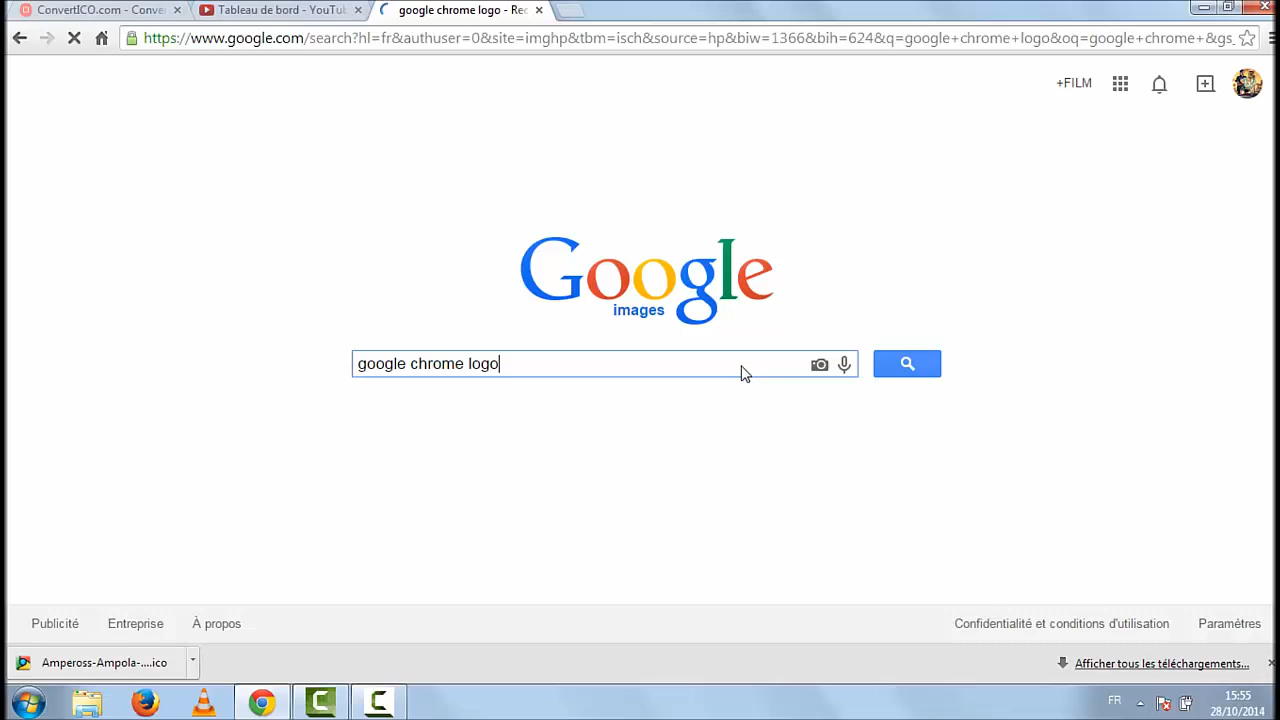 ConvertICO.com - Conver
Tableau de bord - YouTube
google chrome logo - Rec
https://www.google.com/search?hl=fr&authuser=0&site=imghp&tbm=isch&source=hp&biw=1366&bih=624&q=google+chrome+logo&oq=google+chrome+&gs_
+FILM
Google
images
google chrome logo
Publicité Entreprise À propos Confidentialité et conditions d'utilisation Paramètres
Ampeross-Ampola-....ico Afficher tous les téléchargements...
FR 15:55
28/10/2014